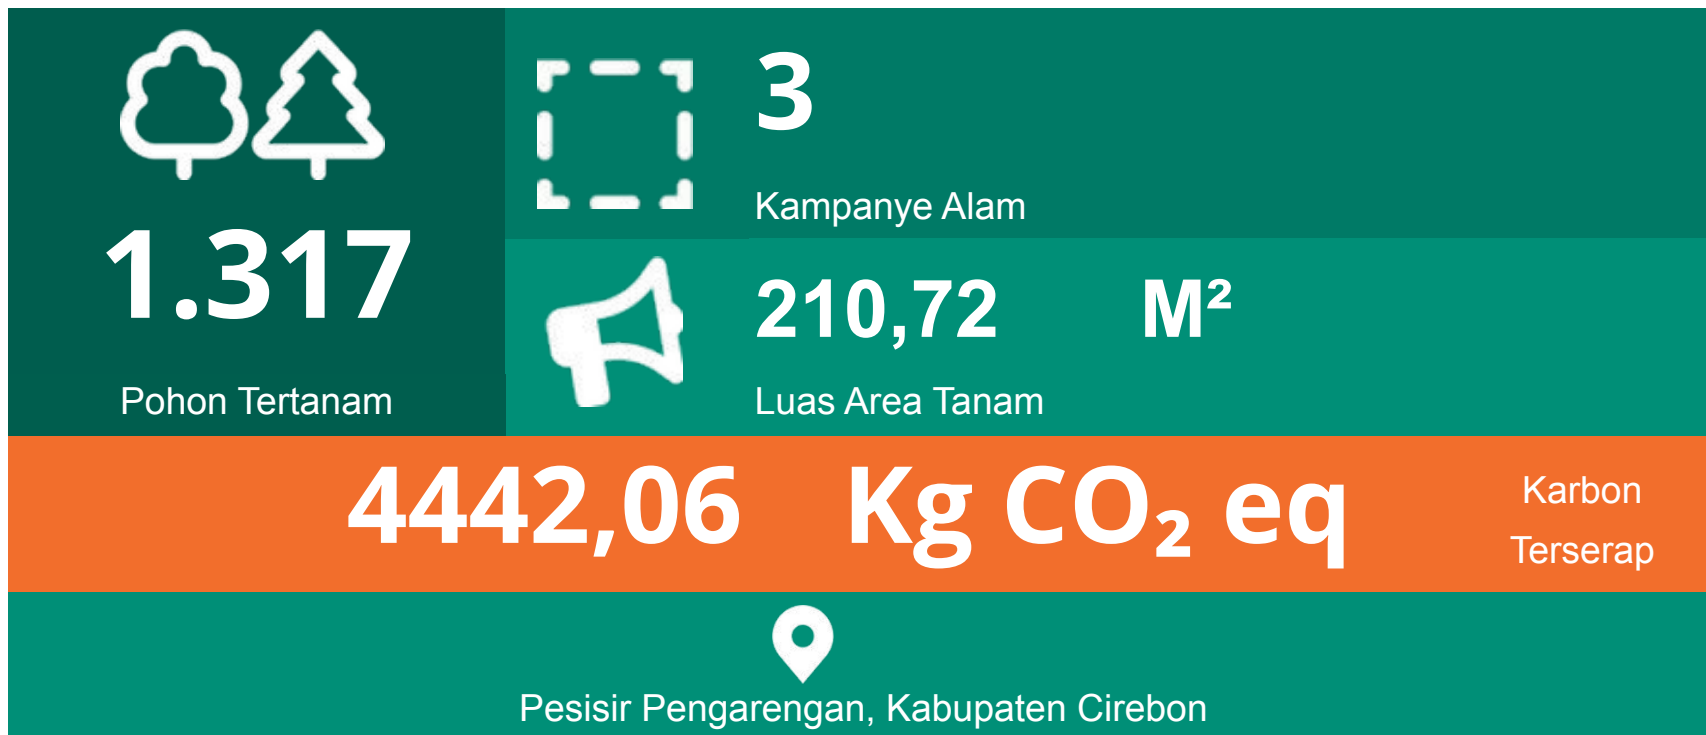 1.317
Pohon Tertanam
3
Kampanye Alam
210,72 M²
Luas Area Tanam
4442,06 Kg CO₂ eq
Karbon
Terserap
Pesisir Pengarengan, Kabupaten Cirebon